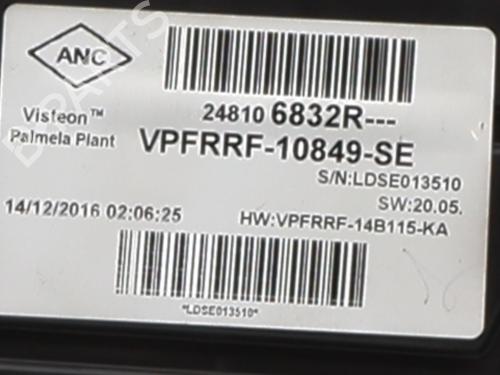 ANC
24810 6832R---
Visteon™
Palmela Plant
VPFRRF-10849-SE
S/N:LDSE013510
SW:20.05.
14/12/2016 02:06:25
HW:VPFRRF-14B115-KA
*LDSE013510*